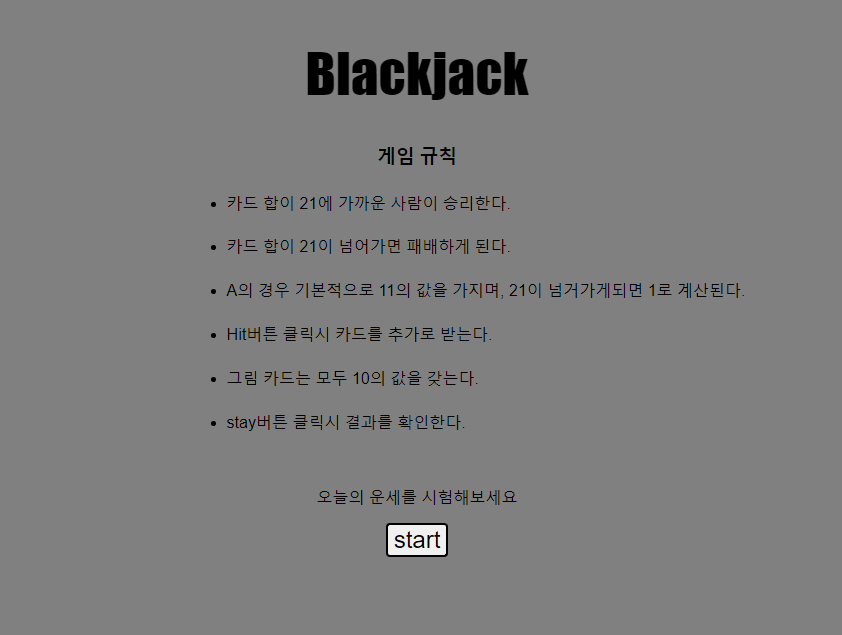 Blackjack
게임 규칙
카드 합이 21에 가까운 사람이 승리한다.
카드 합이 21이 넘어가면 패배하게 된다.
A의 경우 기본적으로 11의 값을 가지며, 21이 넘거가게되면 1로 계산된다.
Hit버튼 클릭시 카드를 추가로 받는다.
그림 카드는 모두 10의 값을 갖는다.
stay버튼 클릭시 결과를 확인한다.
오늘의 운세를 시험해보세요
start